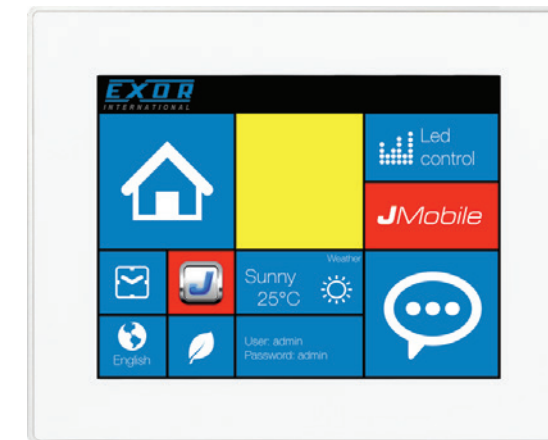 EXOR
INTERNATIONAL
Led
control
JMobile
J
Weather
Sunny
25°C
English
User: admin
Password: admin